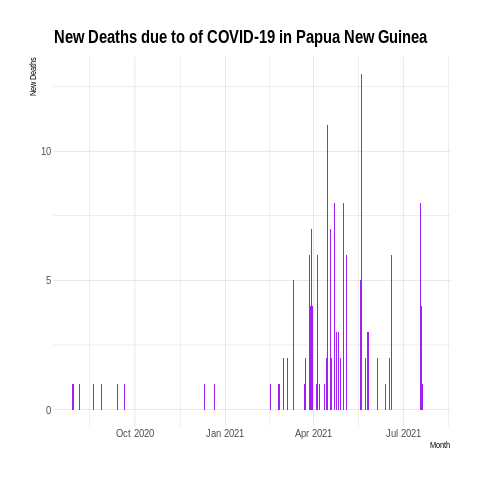 New Deaths due to of COVID-19 in Papua New Guinea
New Deaths
10
5
0
Oct 2020 Jan 2021 Apr 2021 Jul 2021
Month